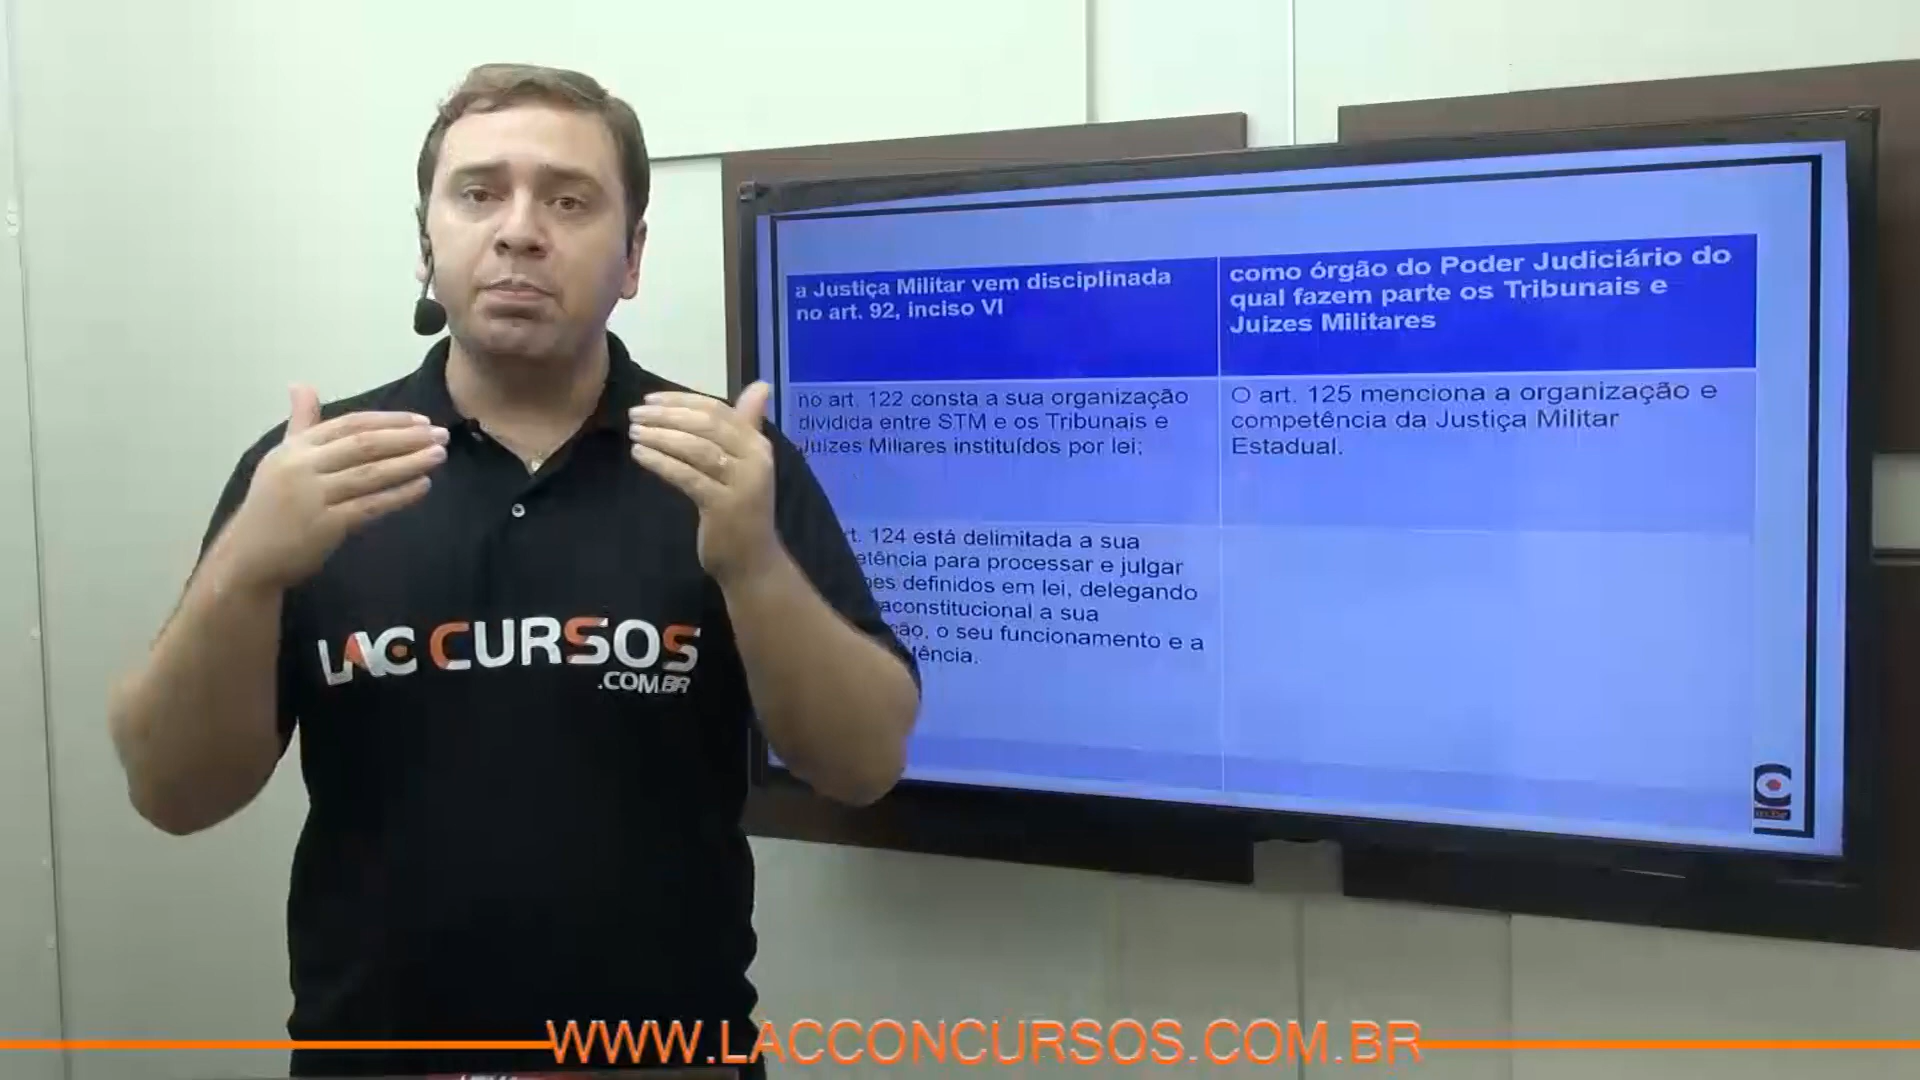 a Justiça Militar vem disciplinada
no art. 92, inciso VI
como órgão do Poder Judiciário do
qual fazem parte os Tribunais e
Juizes Militares
no art. 122 consta a sua organização
dividida entre STM e os Tribunais e
Juízes Miliares instituídos por lei;
O art. 125 menciona a organização e
competência da Justiça Militar
Estadual.
124 está delimitada a sua
para processar e julgar
definidos em lei, delegando
a sua
o seu funcionamento e a
LAC CURSOS
.COM.BR
WWW.LACCONCURSOS.COM.BR